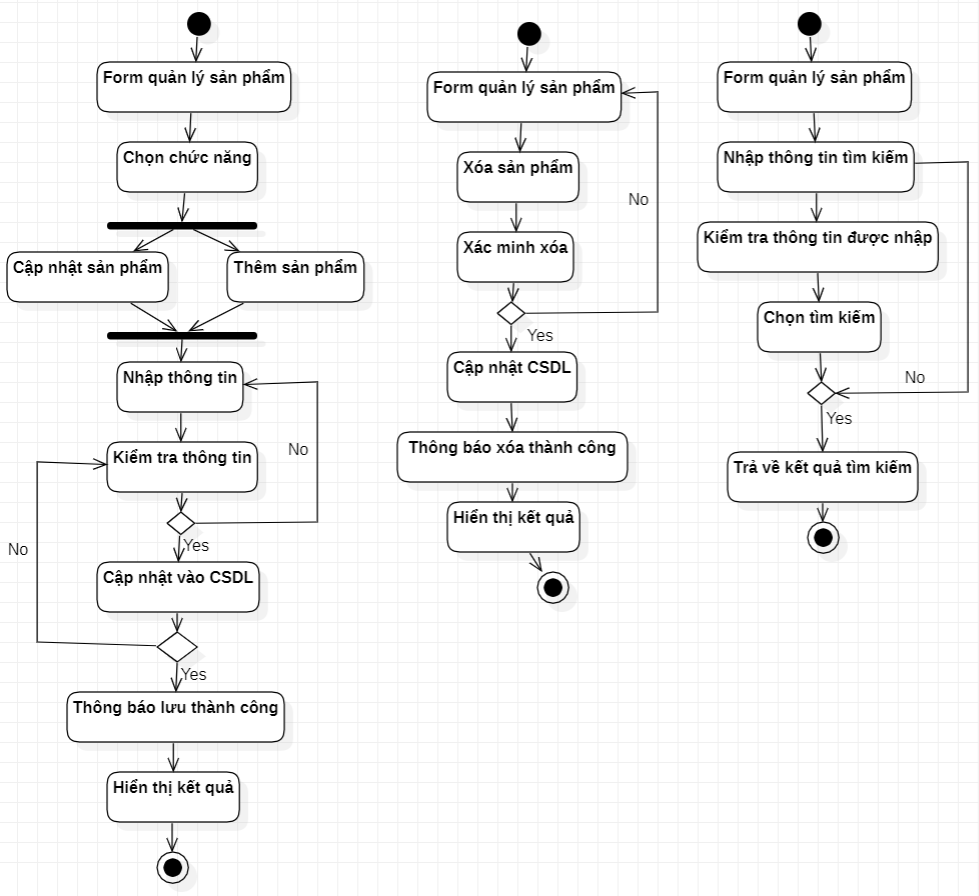 Form quản lý sản phẩm
Chọn chức năng
Cập nhật sản phẩm
Thêm sản phẩm
Nhập thông tin
Kiểm tra thông tin
No
Yes
No
Cập nhật vào CSDL
Yes
Thông báo lưu thành công
Hiển thị kết quả
Form quản lý sản phẩm
Xóa sản phẩm
No
Xác minh xóa
Yes
Cập nhật CSDL
Thông báo xóa thành công
Hiển thị kết quả
Form quản lý sản phẩm
Nhập thông tin tìm kiếm
Kiểm tra thông tin được nhập
Chọn tìm kiếm
No
Yes
Trả về kết quả tìm kiếm